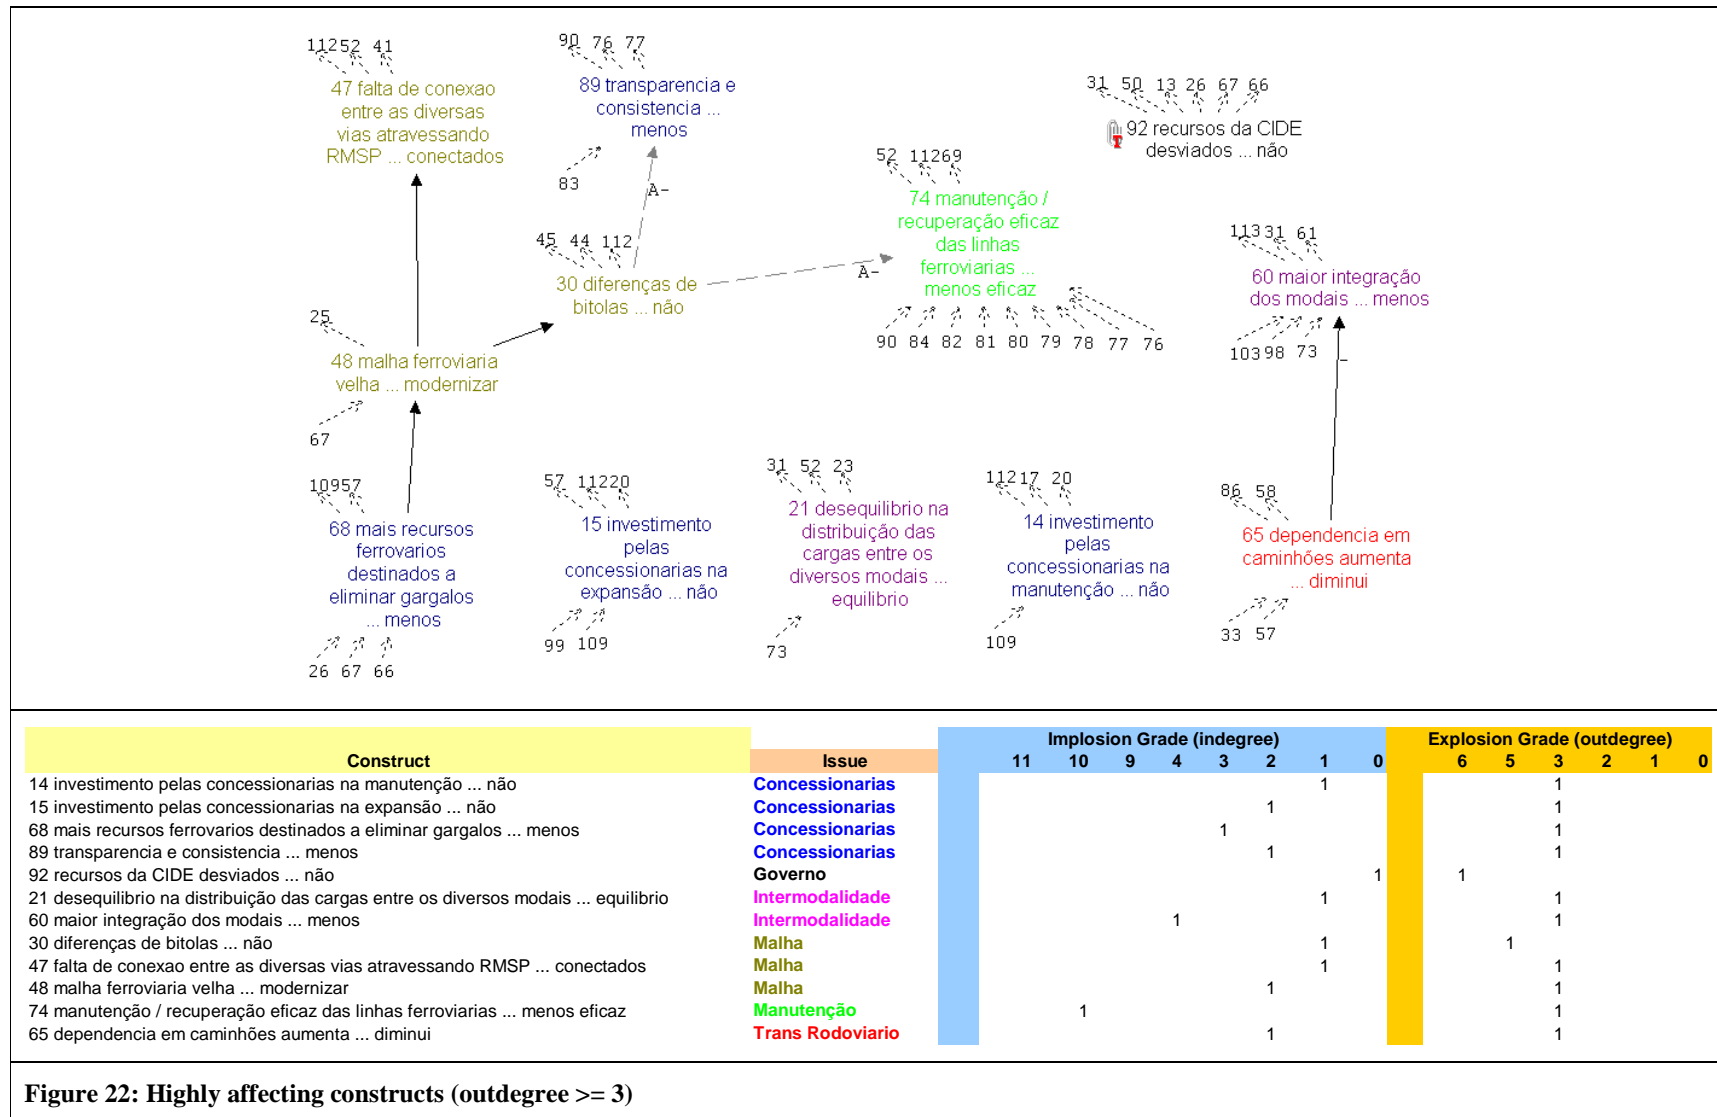 112 52 41
90 76 77
47 falta de conexao
entre as diversas
vias atravessando
RMSP ... conectados
89 transparencia e
consistencia ...
menos
83
A-
31 50 13 26 67 66
92 recursos da CIDE
desviados ... não
52 112 69
74 manutenção /
recuperação eficaz
das linhas
ferroviarias ...
menos eficaz
A-
90 84 82 81 80 79 78 77 76
45 44 112
30 diferenças de
bitolas ... não
113 31 61
60 maior integração
dos modais ... menos
103 98 73
-
25
48 malha ferroviaria
velha ... modernizar
67
109 57
68 mais recursos
ferrovarios
destinados a
eliminar gargalos
... menos
26 67 66
57 112 20
15 investimento
pelas
concessionarias na
expansão ... não
99 109
31 52 23
21 desequilibrio na
distribuição das
cargas entre os
diversos modais ...
equilibrio
73
112 17 20
14 investimento
pelas
concessionarias na
manutenção ... não
109
86 58
65 dependencia em
caminhões aumenta
... diminui
33 57
Implosion Grade (indegree) Explosion Grade (outdegree)
Construct Issue 11 10 9 4 3 2 1 0 6 5 3 2 1 0
14 investimento pelas concessionarias na manutenção ... não Concessionarias 1 1
15 investimento pelas concessionarias na expansão ... não Concessionarias 1 1
68 mais recursos ferrovarios destinados a eliminar gargalos ... menos Concessionarias 1 1
89 transparencia e consistencia ... menos Concessionarias 1 1
92 recursos da CIDE desviados ... não Governo 1 1
21 desequilibrio na distribuição das cargas entre os diversos modais ... equilibrio Intermodalidade 1 1
60 maior integração dos modais ... menos Intermodalidade 1 1
30 diferenças de bitolas ... não Malha 1 1
47 falta de conexao entre as diversas vias atravessando RMSP ... conectados Malha 1 1
48 malha ferroviaria velha ... modernizar Malha 1 1
74 manutenção / recuperação eficaz das linhas ferroviarias ... menos eficaz Manutenção 1 1
65 dependencia em caminhões aumenta ... diminui Trans Rodoviario 1 1
Figure 22: Highly affecting constructs (outdegree >= 3)